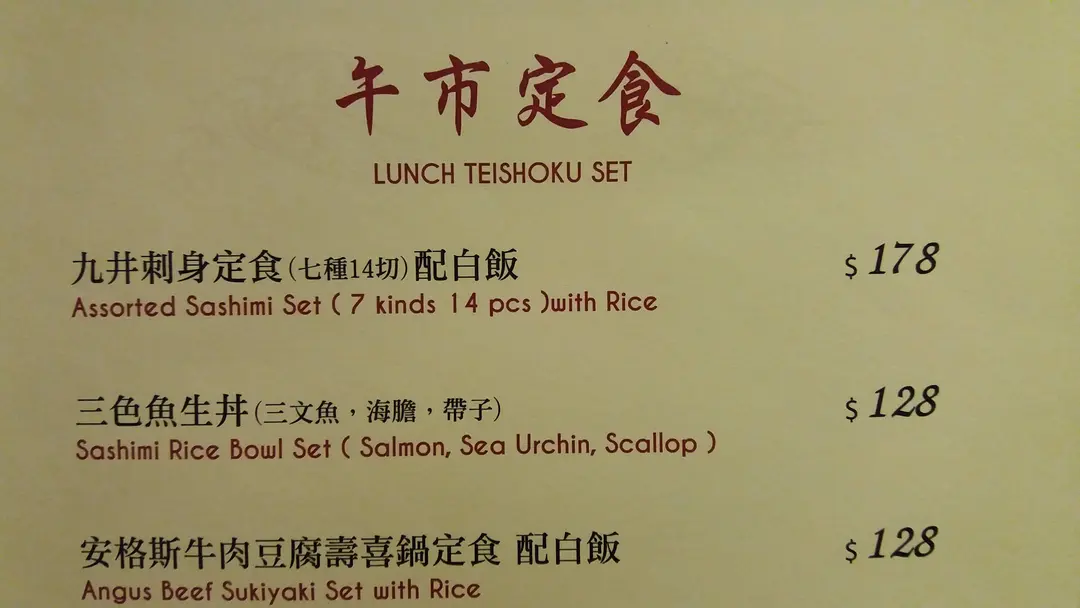 午市定食
LUNCH TEISHOKU SET
九井刺身定食(七種14切)配白飯 $ 178
Assorted Sashimi Set ( 7 kinds 14 pcs )with Rice
三色魚生丼(三文魚，海膽，帶子) $ 128
Sashimi Rice Bowl Set ( Salmon, Sea Urchin, Scallop )
安格斯牛肉豆腐壽喜鍋定食 配白飯 $ 128
Angus Beef Sukiyaki Set with Rice